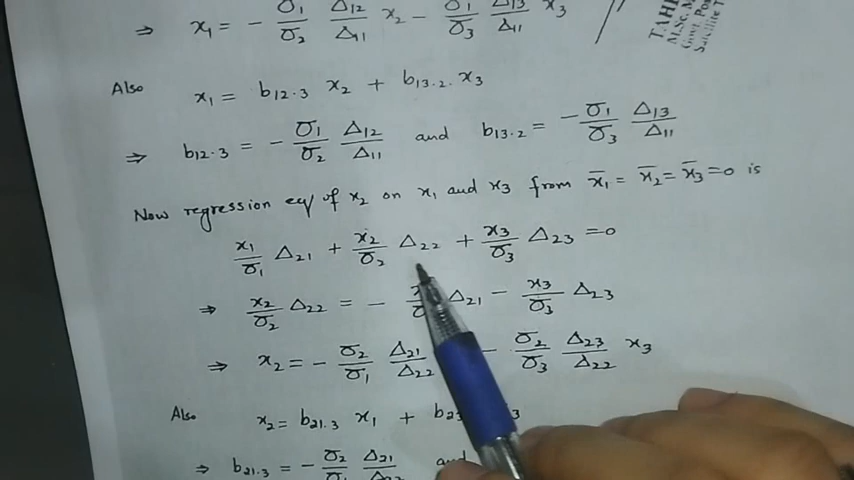 ⇒ x₁ = - σ₁/σ₂ Δ₁₂/Δ₁₁ x₂ - σ₁/σ₃ Δ₁₃/Δ₁₁ x₃
Also x₁ = b₁₂.₃ x₂ + b₁₃.₂. x₃
⇒ b₁₂.₃ = - σ₁/σ₂ Δ₁₂/Δ₁₁ and b₁₃.₂ = - σ₁/σ₃ Δ₁₃/Δ₁₁
Now regression eq/ of x₂ on x₁ and x₃ from x̄₁ = x̄₂ = x̄₃ = 0 is
x₁/σ₁ Δ₂₁ + x₂/σ₂ Δ₂₂ + x₃/σ₃ Δ₂₃ = 0
⇒ x₂/σ₂ Δ₂₂ = - Δ₂₁ - x₃/σ₃ Δ₂₃
⇒ x₂ = - σ₂/σ₁ Δ₂₁/Δ₂₂ - σ₂/σ₃ Δ₂₃/Δ₂₂ x₃
Also x₂ = b₂₁.₃ x₁ +
⇒ b₂₁.₃ = - σ₂/σ₁ Δ₂₁/Δ₂₂ and